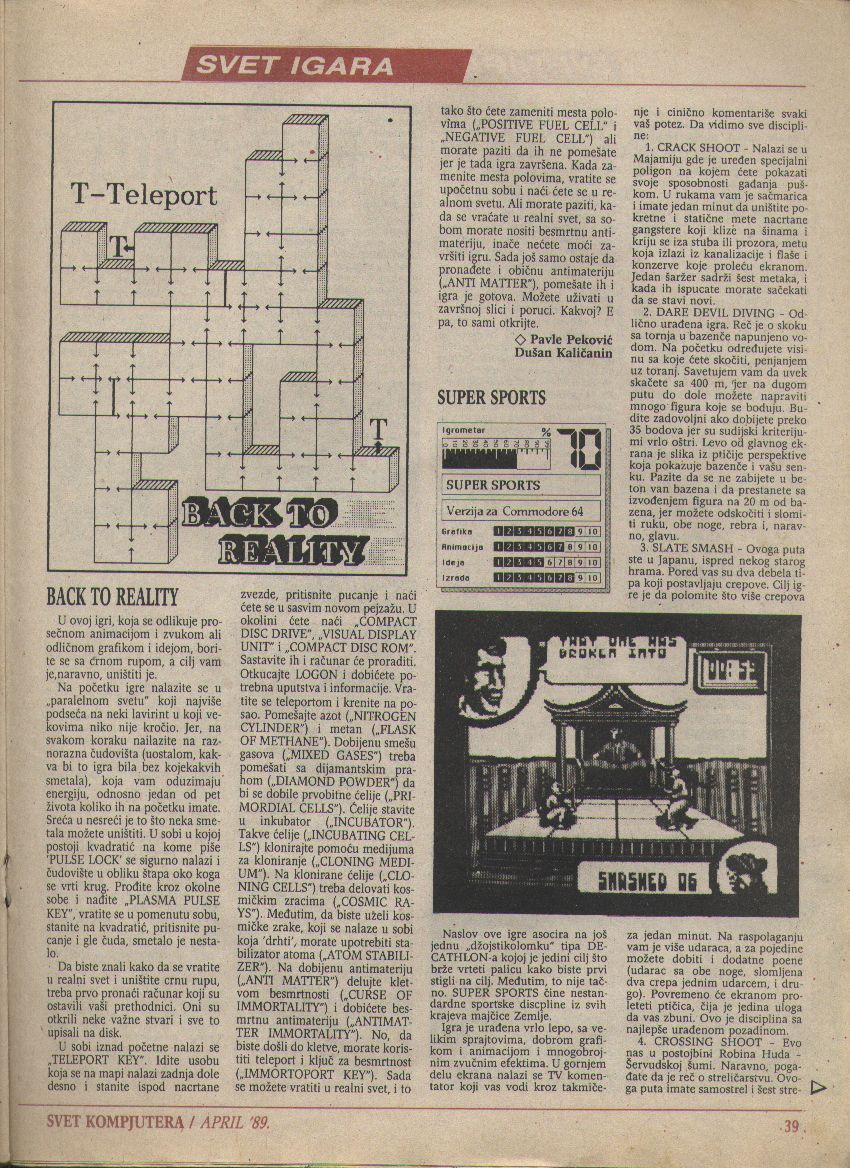 SVET IGARA
T-Teleport
T
T
BACK TO
REALITY
BACK TO REALITY
U ovoj igri, koja se odlikuje pro-
sečnom animacijom i zvukom ali
odličnom grafikom i idejom, bori-
te se sa crnom rupom, a cilj vam
je,naravno, uništiti je.
Na početku igre nalazite se u
„paralelnom svetu" koji najviše
podseća na neki lavirint u koji ve-
kovima niko nije kročio. Jer, na
svakom koraku nailazite na raz-
norazna čudovišta (uostalom, kak-
va bi to igra bila bez kojekakvih
smetala), koja vam oduzimaju
energiju, odnosno jedan od pet
života koliko ih na početku imate.
Sreća u nesreći je to što neka sme-
tala možete uništiti. U sobi u kojoj
postoji kvadratić na kome piše
'PULSE LOCK' se sigurno nalazi i
čudovište u obliku štapa oko koga
se vrti krug. Prođite kroz okolne
sobe i nađite „PLASMA PULSE
KEY", vratite se u pomenutu sobu,
stanite na kvadratić, pritisnite pu-
canje i gle čuda, smetalo je nesta-
lo.
Da biste znali kako da se vratite
u realni svet i uništite crnu rupu,
treba prvo pronaći računar koji su
ostavili vaši prethodnici. Oni su
otkrili neke važne stvari i sve to
upisali na disk.
U sobi iznad početne nalazi se
„TELEPORT KEY". Idite usobu
koja se na mapi nalazi zadnja dole
desno i stanite ispod nacrtane
zvezde, pritisnite pucanje i naći
ćete se u sasvim novom pejzažu. U
okolini ćete naći „COMPACT
DISC DRIVE", „VISUAL DISPLAY
UNIT" i „COMPACT DISC ROM".
Sastavite ih i računar će proraditi.
Otkucajte LOGON i dobićete po-
trebna uputstva i informacije. Vra-
tite se teleportom i krenite na po-
sao. Pomešajte azot („NITROGEN
CYLINDER") i metan („FLASK
OF METHANE"). Dobijenu smešu
gasova („MIXED GASES") treba
pomešati sa dijamantskim pra-
hom („DIAMOND POWDER") da
bi se dobile prvobitne ćelije („PRI-
MORDIAL CELLS"). Ćelije stavite
u inkubator („INCUBATOR").
Takve ćelije („INCUBATING CEL-
LS") klonirajte pomoću medijuma
za kloniranje („CLONING MEDI-
UM"). Na klonirane ćelije („CLO-
NING CELLS") treba delovati kos-
mičkim zracima („COSMIC RA-
YS"). Međutim, da biste uželi kos-
mičke zrake, koji se nalaze u sobi
koja 'drhti', morate upotrebiti sta-
bilizator atoma („ATOM STABILI-
ZER"). Na dobijenu antimateriju
(„ANTI MATTER") delujte klet-
vom besmrtnosti („CURSE OF
IMMORTALITY") i dobićete bes-
mrtnu antimateriju („ANTIMAT-
TER IMMORTALITY"). No, da
biste došli do kletve, morate koris-
titi teleport i ključ za besmrtnost
(„IMMORTOPORT KEY"). Sada
se možete vratiti u realni svet, i to
tako što ćete zameniti mesta polo-
vima („POSITIVE FUEL CELL" i
„NEGATIVE FUEL CELL") ali
morate paziti da ih ne pomešate
jer je tada igra završena. Kada za-
menite mesta polovima, vratite se
upočetnu sobu i naći ćete se u re-
alnom svetu. Ali morate paziti, ka-
da se vraćate u realni svet, sa so-
bom morate nositi besmrtnu anti-
materiju, inače nećete moći za-
vršiti igru. Sada još samo ostaje da
pronađete i običnu antimateriju
(„ANTI MATTER"), pomešate ih i
igra je gotova. Možete uživati u
završnoj slici i poruci. Kakvoj? E
pa, to sami otkrijte.
◇ Pavle Peković
Dušan Kaličanin
SUPER SPORTS
Igrometar
%
70
0 10 20 30 40 50 60 70 80 90 100
SUPER SPORTS
Verzija za Commodore 64
Grafika 1 2 3 4 5 6 7 8 9 10
Animacija 1 2 3 4 5 6 7 8 9 10
Ideja 1 2 3 4 5 6 7 8 9 10
Izrada 1 2 3 4 5 6 7 8 9 10
THAT ONE WAS
BROKEN INTO
00:59
SMASHED 06
Naslov ove igre asocira na još
jednu „džojstikolomku" tipa DE-
CATHLON-a kojoj je jedini cilj što
brže vrteti palicu kako biste prvi
stigli na cilj. Međutim, to nije tač-
no. SUPER SPORTS čine nestan-
dardne sportske discpline iz svih
krajeva majčice Zemlje.
Igra je urađena vrlo lepo, sa ve-
likim sprajtovima, dobrom grafi-
kom i animacijom i mnogobroj-
nim zvučnim efektima. U gornjem
delu ekrana nalazi se TV komen-
tator koji vas vodi kroz takmiče-
nje i cinično komentariše svaki
vaš potez. Da vidimo sve discipli-
ne:
1. CRACK SHOOT - Nalazi se u
Majamiju gde je uređen specijalni
poligon na kojem ćete pokazati
svoje sposobnosti gađanja puš-
kom. U rukama vam je sačmarica
i imate jedan minut da uništite po-
kretne i statične mete nacrtane
gangstere koji klize na šinama i
kriju se iza stuba ili prozora, metu
koja izlazi iz kanalizacije i flaše i
konzerve koje proleću ekranom.
Jedan šaržer sadrži šest metaka, i
kada ih ispucate morate sačekati
da se stavi novi.
2. DARE DEVIL DIVING - Od-
lično urađena igra. Reč je o skoku
sa tornja u bazenče napunjeno vo-
dom. Na početku određujete visi-
nu sa koje ćete skočiti, penjanjem
uz toranj. Savetujem vam da uvek
skačete sa 400 m, jer na dugom
putu do dole možete napraviti
mnogo figura koje se boduju. Bu-
dite zadovoljni ako dobijete preko
35 bodova jer su sudijski kriteriju-
mi vrlo oštri. Levo od glavnog ek-
rana je slika iz ptičije perspektive
koja pokazuje bazenče i vašu sen-
ku. Pazite da se ne zabijete u be-
ton van bazena i da prestanete sa
izvođenjem figura na 20 m od ba-
zena, jer možete odskočiti i slomi-
ti ruku, obe noge, rebra i, narav-
no, glavu.
3. SLATE SMASH - Ovoga puta
ste u Japanu, ispred nekog starog
hrama. Pored vas su dva debela ti-
pa koji postavljaju crepove. Cilj ig-
re je da polomite što više crepova
za jedan minut. Na raspolaganju
vam je više udaraca, a za pojedine
možete dobiti i dodatne poene
(udarac sa obe noge, slomljena
dva crepa jednim udarcem, i dru-
go). Povremeno će ekranom pro-
leteti ptičica, čija je jedina uloga
da vas zbuni. Ovo je disciplina sa
najlepše urađenom pozadinom.
4. CROSSING SHOOT - Evo
nas u postojbini Robina Huda -
Šervudskoj šumi. Naravno, poga-
đate da je reč o streličarstvu. Ovo-
ga puta imate samostrel i šest stre-
SVET KOMPJUTERA / APRIL '89.
39